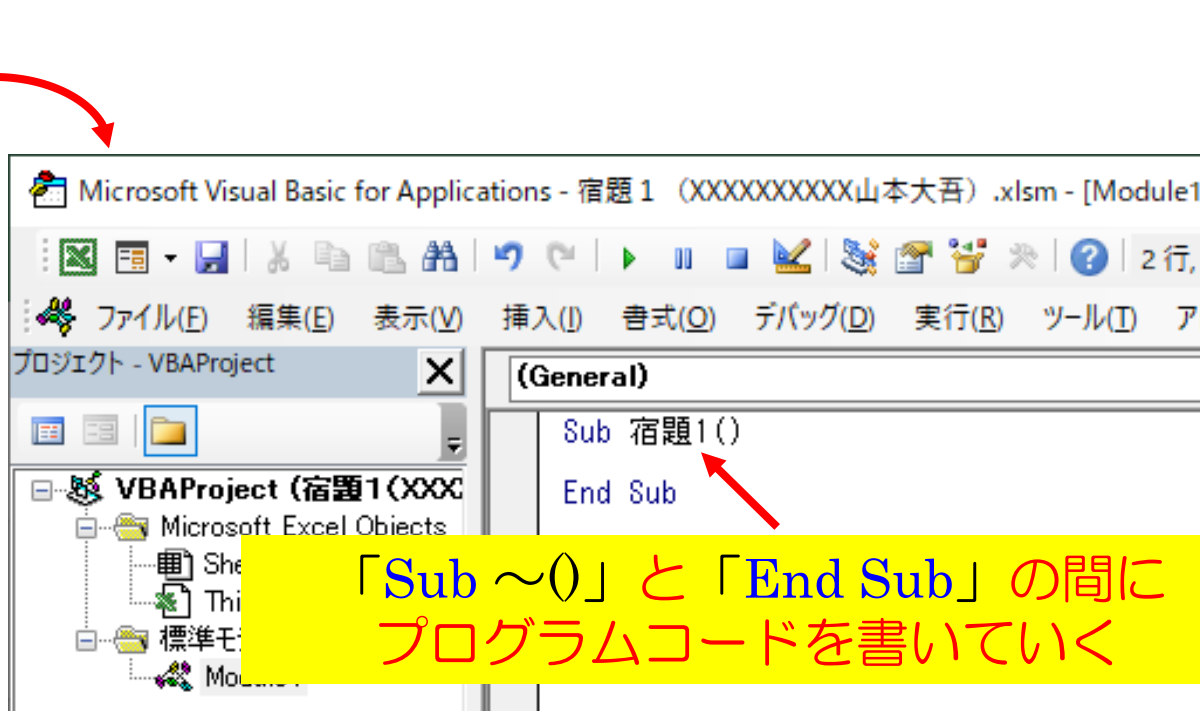 Microsoft Visual Basic for Applications - 宿題１（XXXXXXXXXX山本大吾）.xlsm - [Module1
2 行,
ファイル(F) 編集(E) 表示(V) 挿入(I) 書式(O) デバッグ(D) 実行(R) ツール(T) ア
プロジェクト - VBAProject
(General)
Sub 宿題1()
End Sub
VBAProject (宿題1(XXX
Microsoft Excel Objects
She
Thi
標準モ
「Sub ～()」と「End Sub」の間に
プログラムコードを書いていく